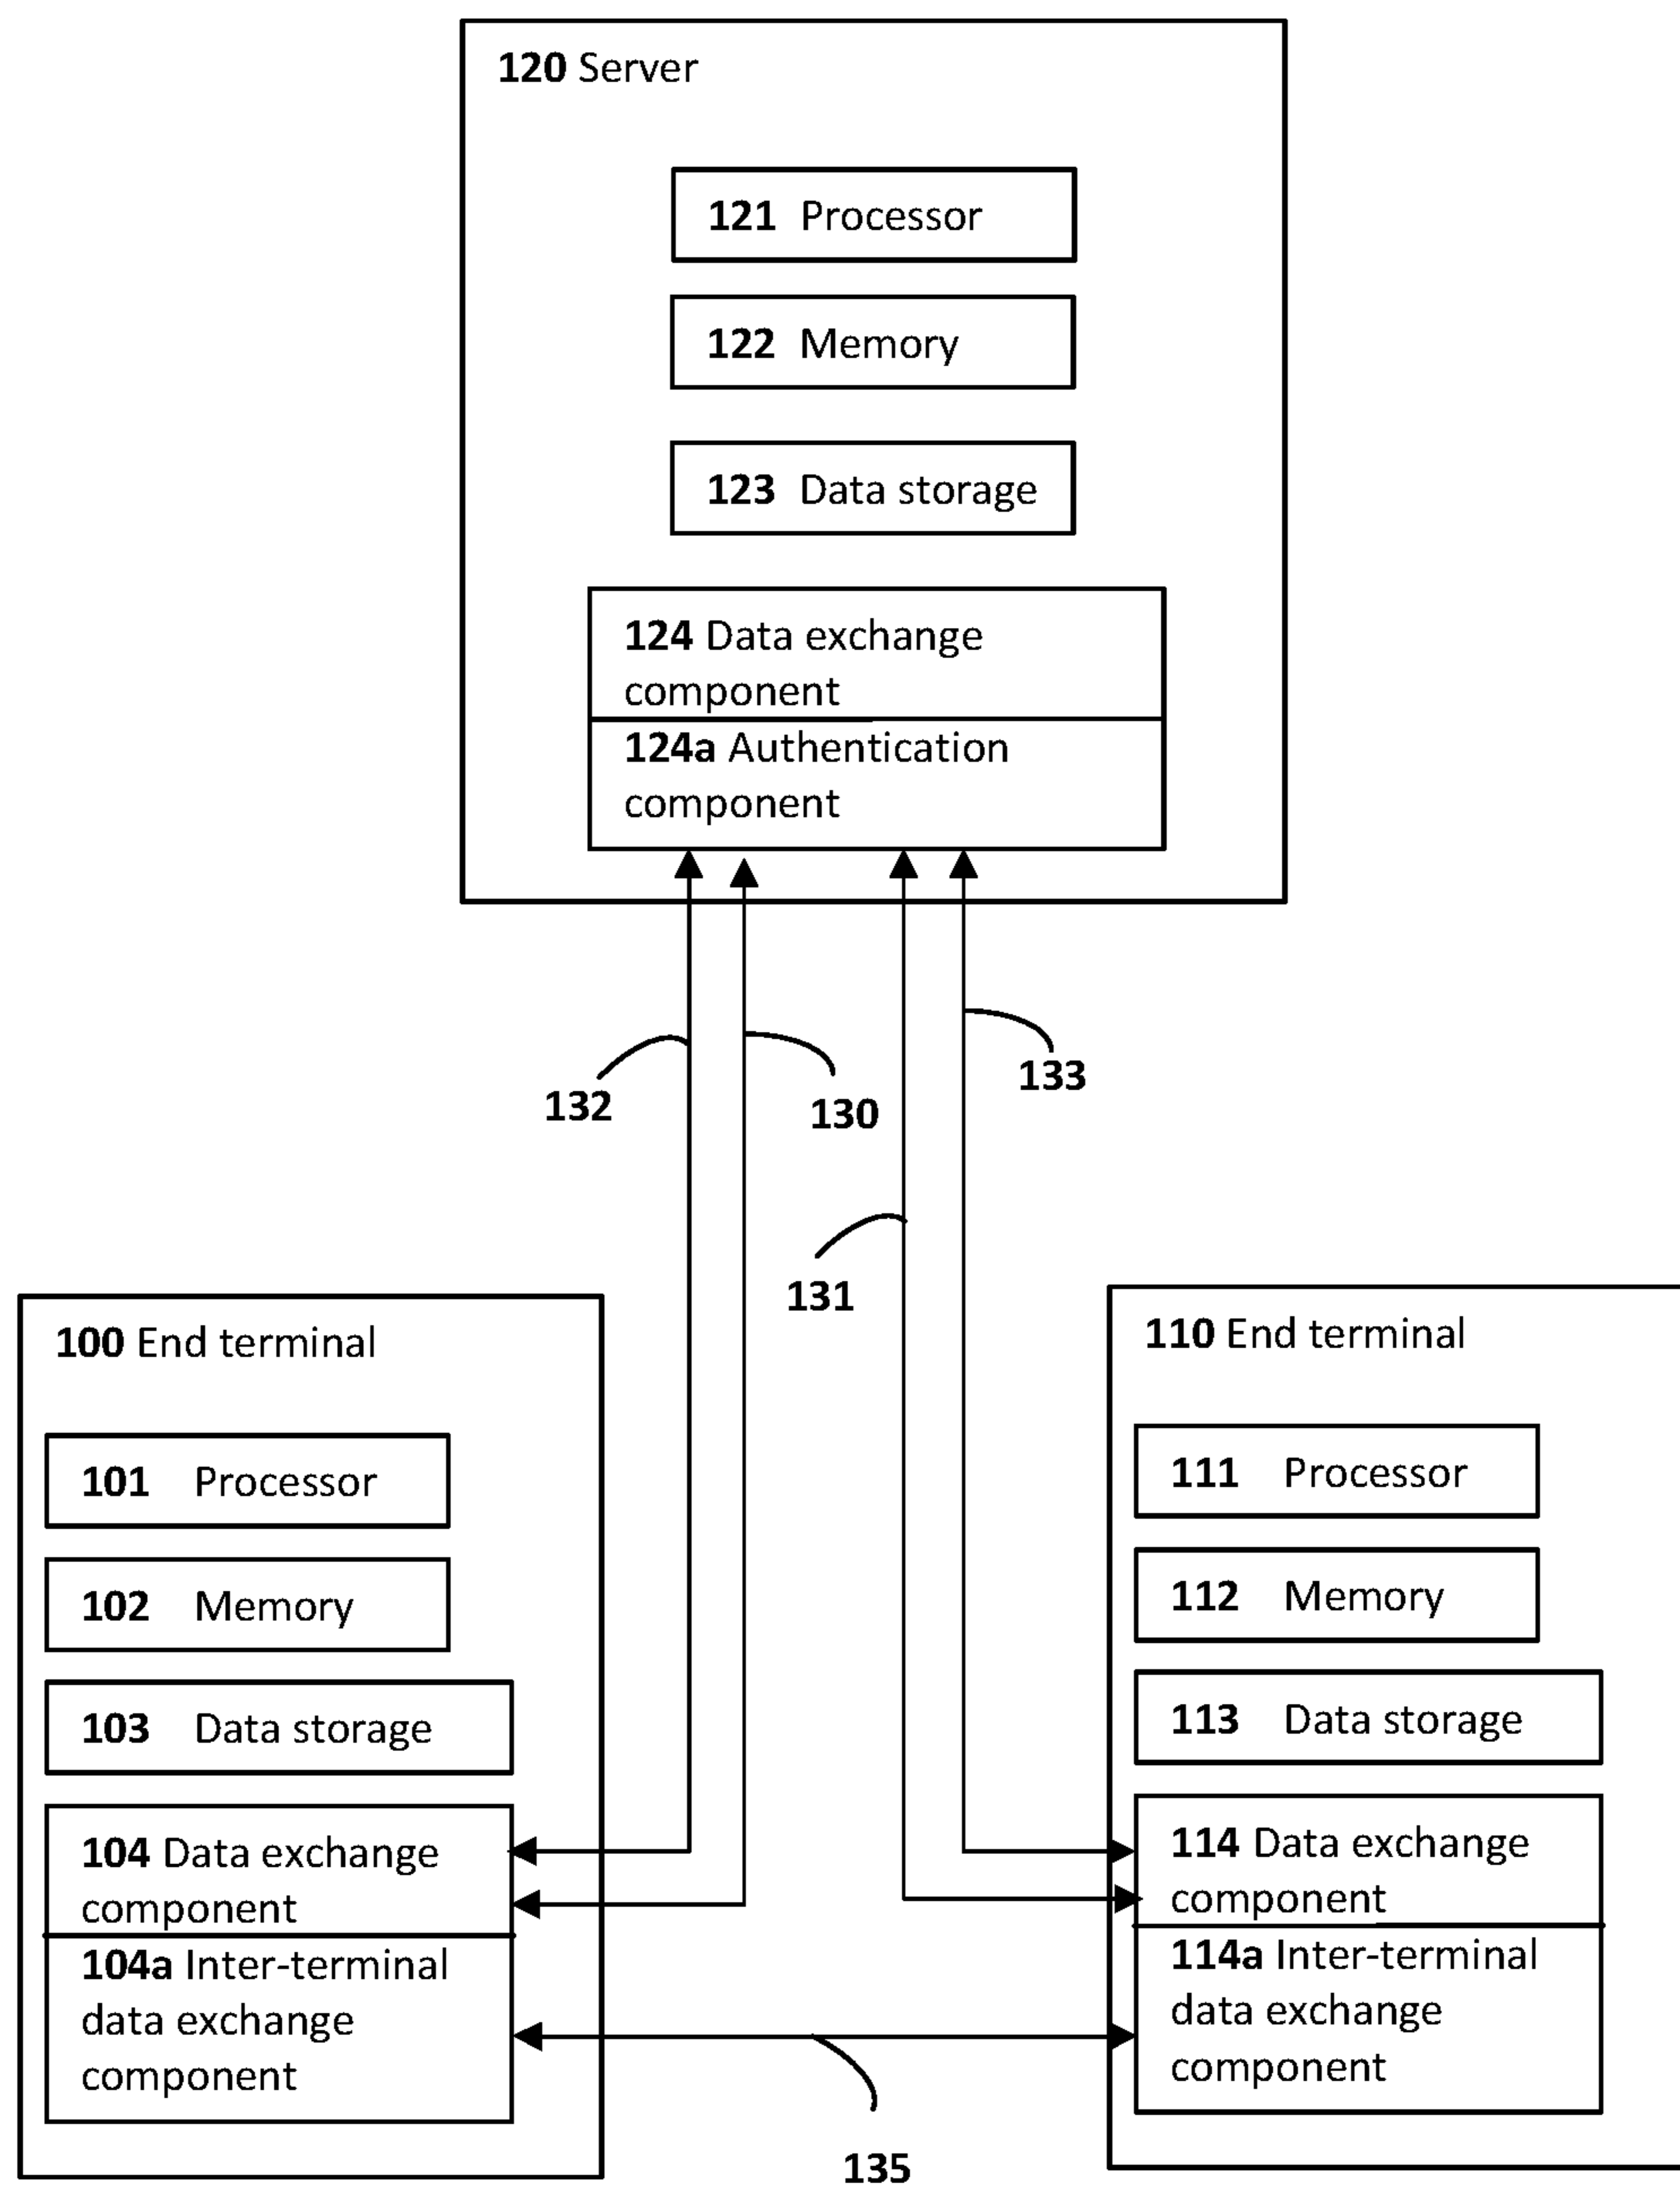 120 Server
121 Processor
122 Memory
123 Data storage
124 Data exchange
component
124a Authentication
component
132
130
133
131
100 End terminal
101 Processor
102 Memory
103 Data storage
104 Data exchange
component
104a Inter-terminal
data exchange
component
110 End terminal
111 Processor
112 Memory
113 Data storage
114 Data exchange
component
114a Inter-terminal
data exchange
component
135